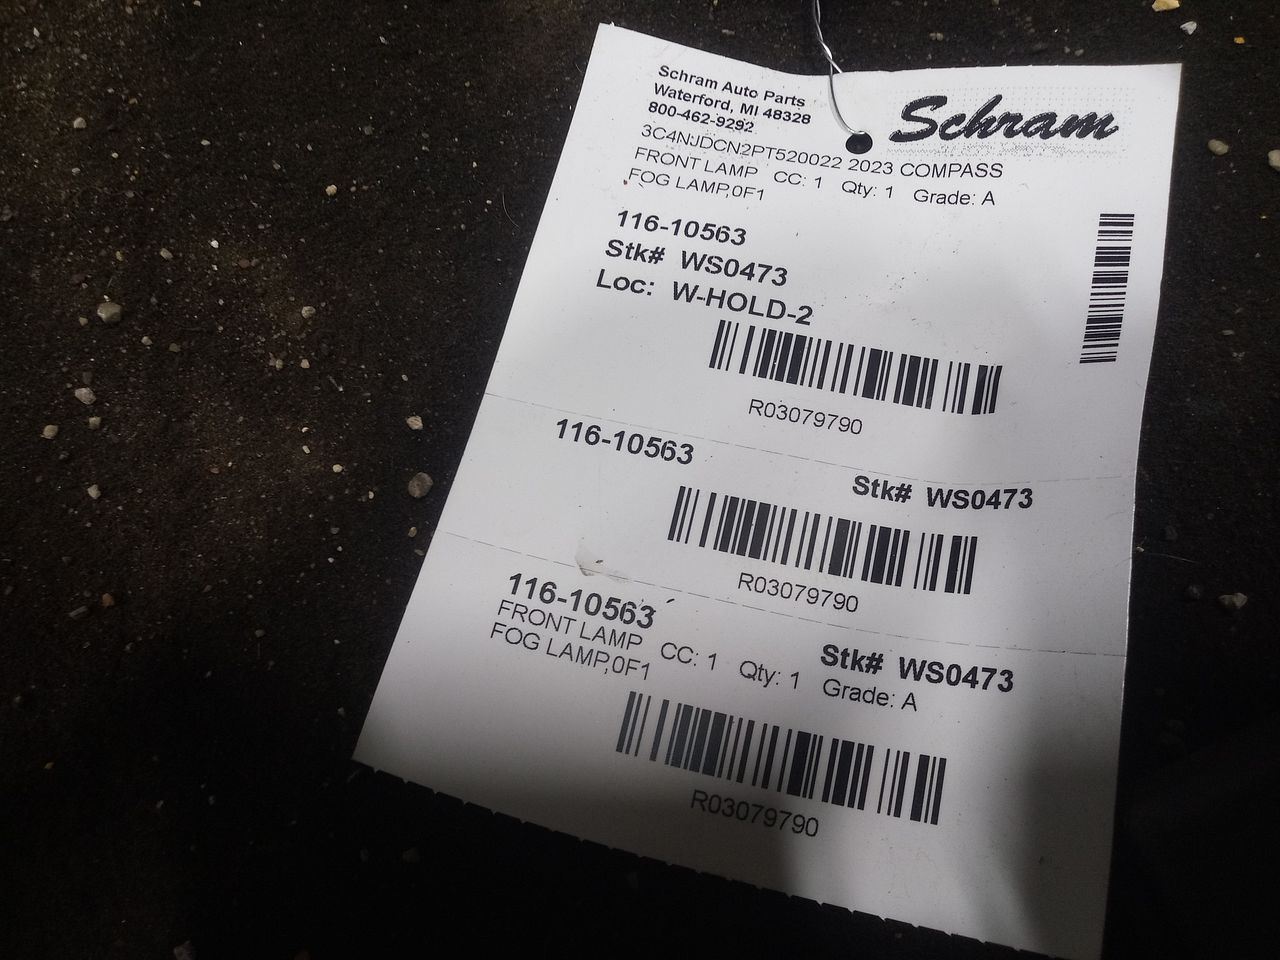 Schram Auto Parts
Waterford, MI 48328
800-462-9292
Schram
3C4NJDCN2PT520022 2023 COMPASS
FRONT LAMP CC: 1 Qty: 1 Grade: A
FOG LAMP,0F1
116-10563
Stk# WS0473
Loc: W-HOLD-2
R03079790
116-10563 Stk# WS0473
R03079790
116-10563 Stk# WS0473
FRONT LAMP CC: 1 Qty: 1 Grade: A
FOG LAMP,0F1
R03079790